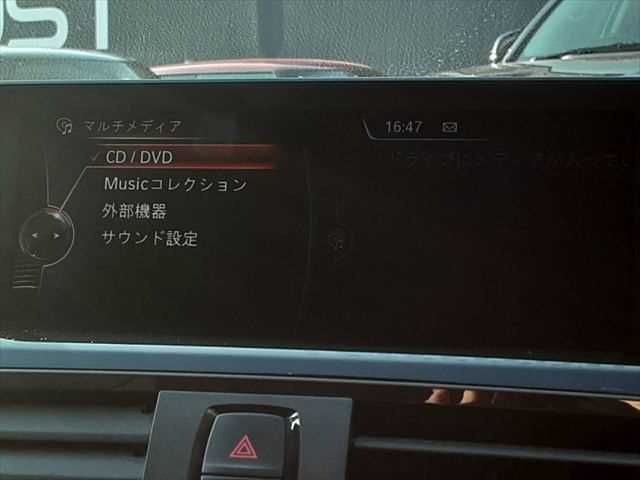 マルチメディア
16:47
CD / DVD
Musicコレクション
外部機器
サウンド設定